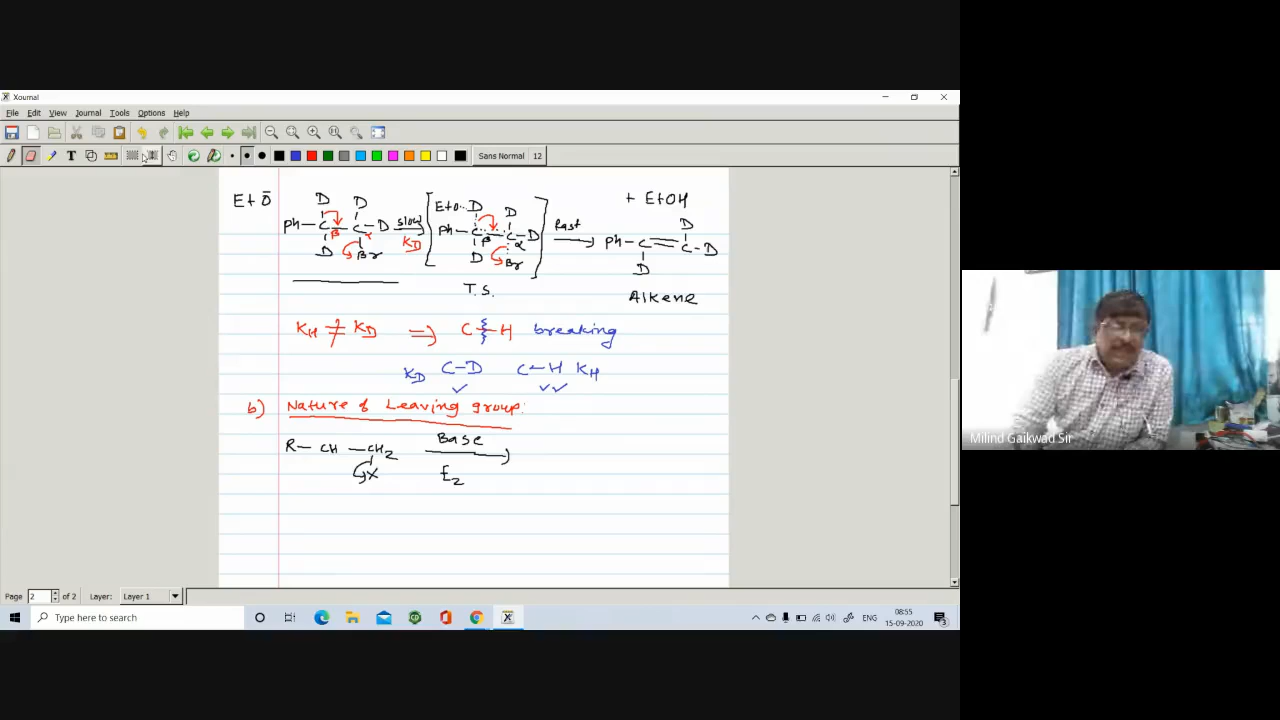 Xournal
File Edit View Journal Tools Options Help
Sans Normal 12
Et Ō
D D
Ph— C — C — D
β α
D Br
slow
KD
EtO.. D
D
Ph — C — C — D
β α
D Br
T.S.
fast
+ EtOH
D
Ph — C = C — D
D
Alkene
KH ≠ KD ⇒ C — H breaking
KD C-D C-H KH
✓ ✓✓
b) Nature of Leaving group:
R— CH — CH2 Base
X E2
Milind Gaikwad Sir
Page 2 of 2 Layer: Layer 1
Type here to search
ENG
08:55
15-09-2020
3